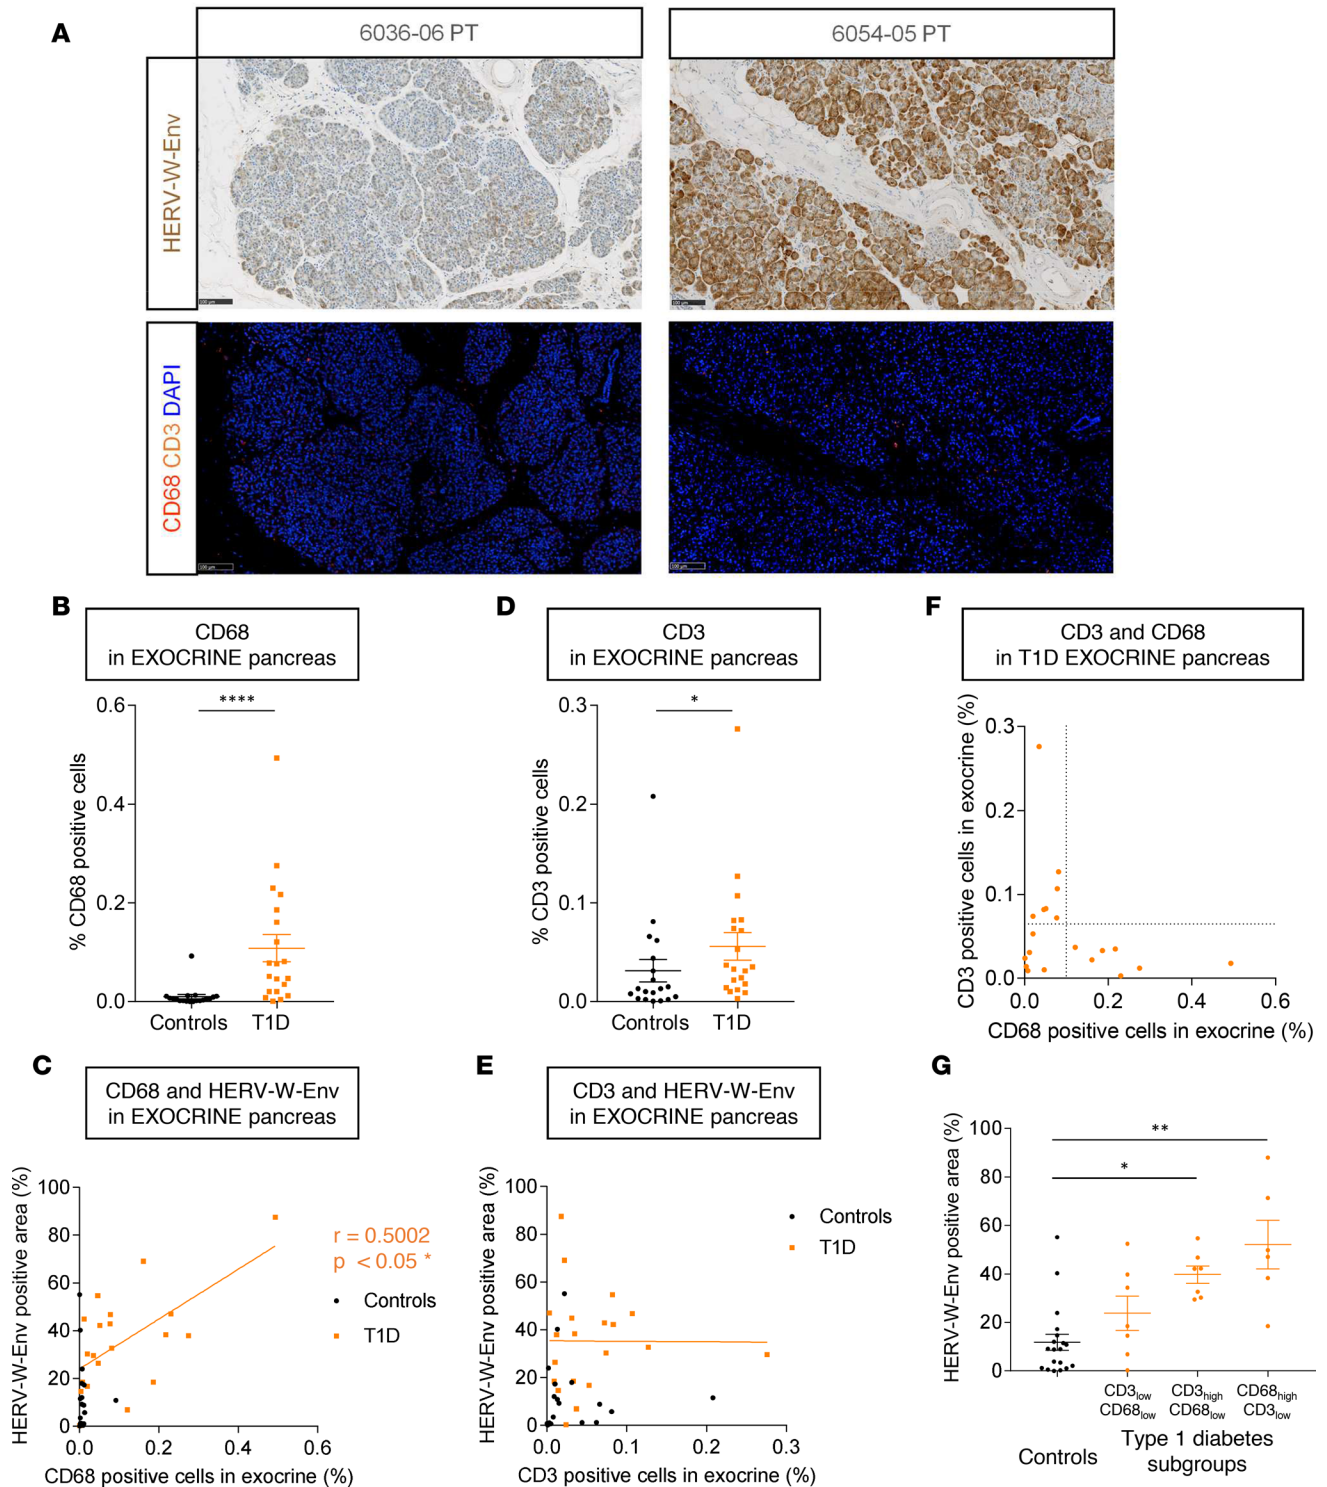 A
6036-06 PT
6054-05 PT
HERV-W-Env
100 µm
100 µm
CD68 CD3 DAPI
100 µm
100 µm
B
CD68
in EXOCRINE pancreas
% CD68 positive cells
0.6
0.4
0.2
0.0
****
Controls
T1D
D
CD3
in EXOCRINE pancreas
% CD3 positive cells
0.3
0.2
0.1
0.0
*
Controls
T1D
F
CD3 and CD68
in T1D EXOCRINE pancreas
CD3 positive cells in exocrine (%)
0.3
0.2
0.1
0.0
0.0 0.2 0.4 0.6
CD68 positive cells in exocrine (%)
C
CD68 and HERV-W-Env
in EXOCRINE pancreas
HERV-W-Env positive area (%)
100
80
60
40
20
0
0.0 0.2 0.4 0.6
CD68 positive cells in exocrine (%)
r = 0.5002
p < 0.05 *
Controls
T1D
E
CD3 and HERV-W-Env
in EXOCRINE pancreas
HERV-W-Env positive area (%)
100
80
60
40
20
0
0.0 0.1 0.2 0.3
CD3 positive cells in exocrine (%)
Controls
T1D
G
HERV-W-Env positive area (%)
100
80
60
40
20
0
**
*
Controls
CD3low
CD68low
CD3high
CD68low
CD68high
CD3low
Type 1 diabetes
subgroups